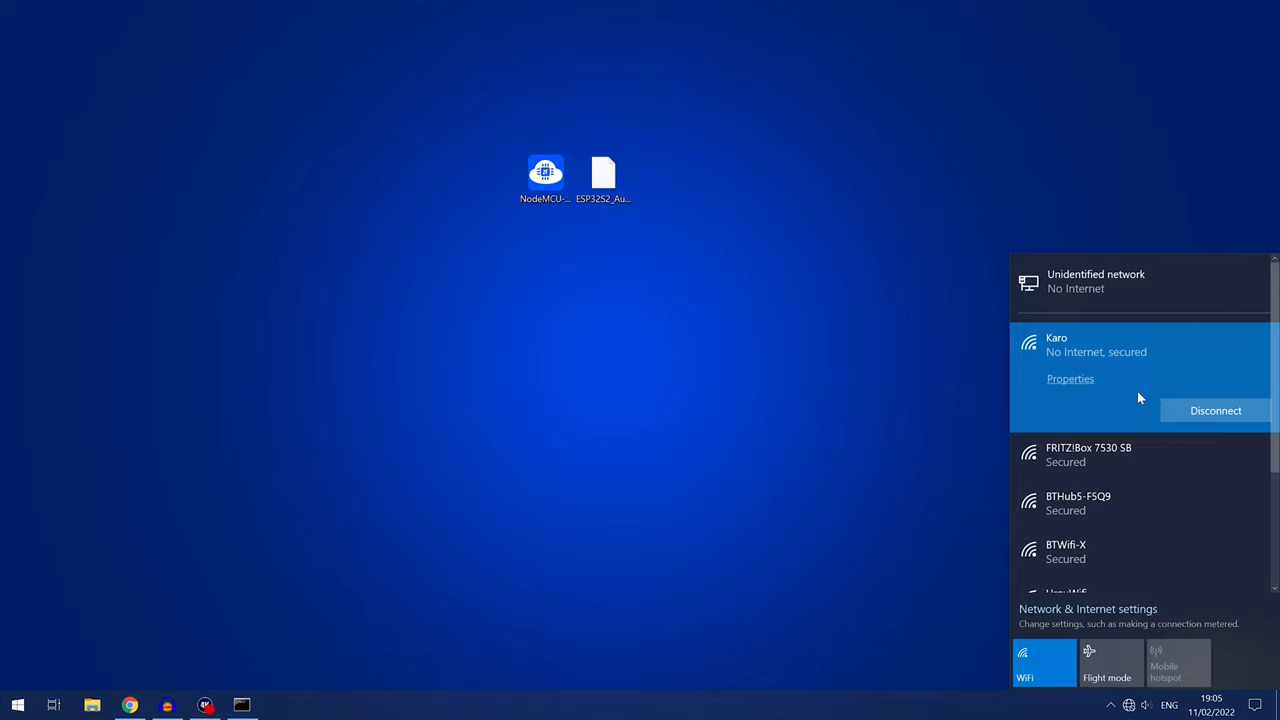 NodeMCU-...
ESP32S2_Au...
Unidentified network
No Internet
Karo
No Internet, secured
Properties
Disconnect
FRITZ!Box 7530 SB
Secured
BTHub5-F5Q9
Secured
BTWifi-X
Secured
Network & Internet settings
Change settings, such as making a connection metered.
WiFi
Flight mode
Mobile
hotspot
4K
ENG
19:05
11/02/2022